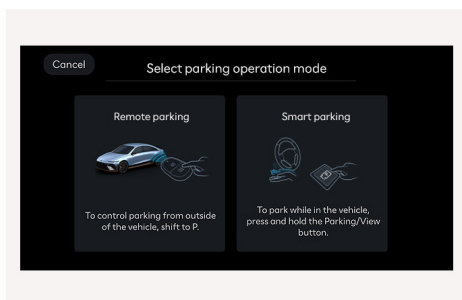 Cancel
Select parking operation mode
Remote parking
To control parking from outside
of the vehicle, shift to P.
Smart parking
To park while in the vehicle,
press and hold the Parking/View
button.